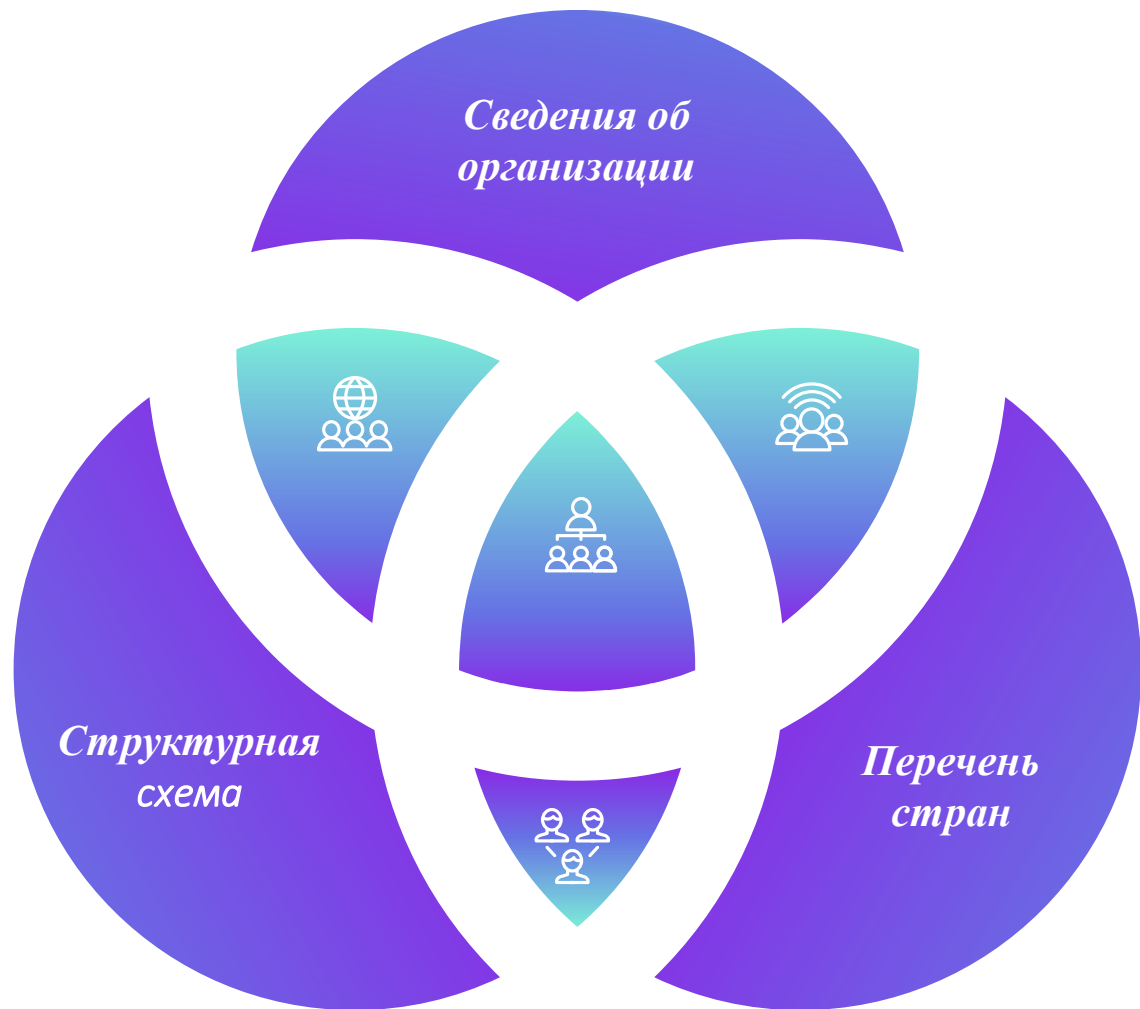 Сведения об
организации
Структурная
схема
Перечень
стран